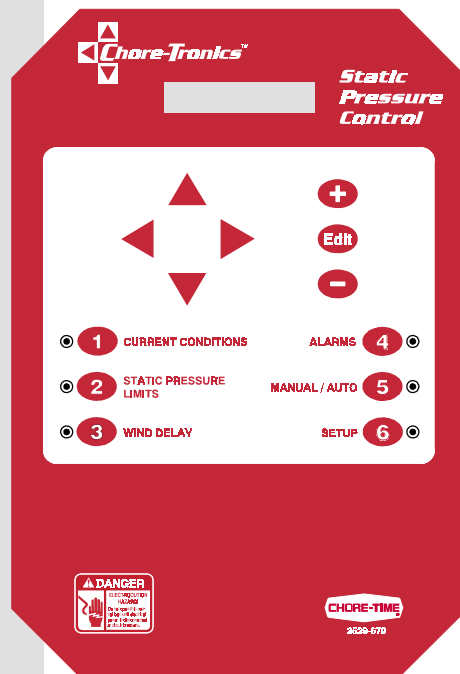 Chore-Tronics™
Static
Pressure
Control
+
Edit
-
1 CURRENT CONDITIONS
ALARMS 4
2 STATIC PRESSURE
LIMITS
MANUAL / AUTO 5
3 WIND DELAY
SETUP 6
DANGER
ELECTROCUTION
HAZARD
CHORE-TIME
2529-579